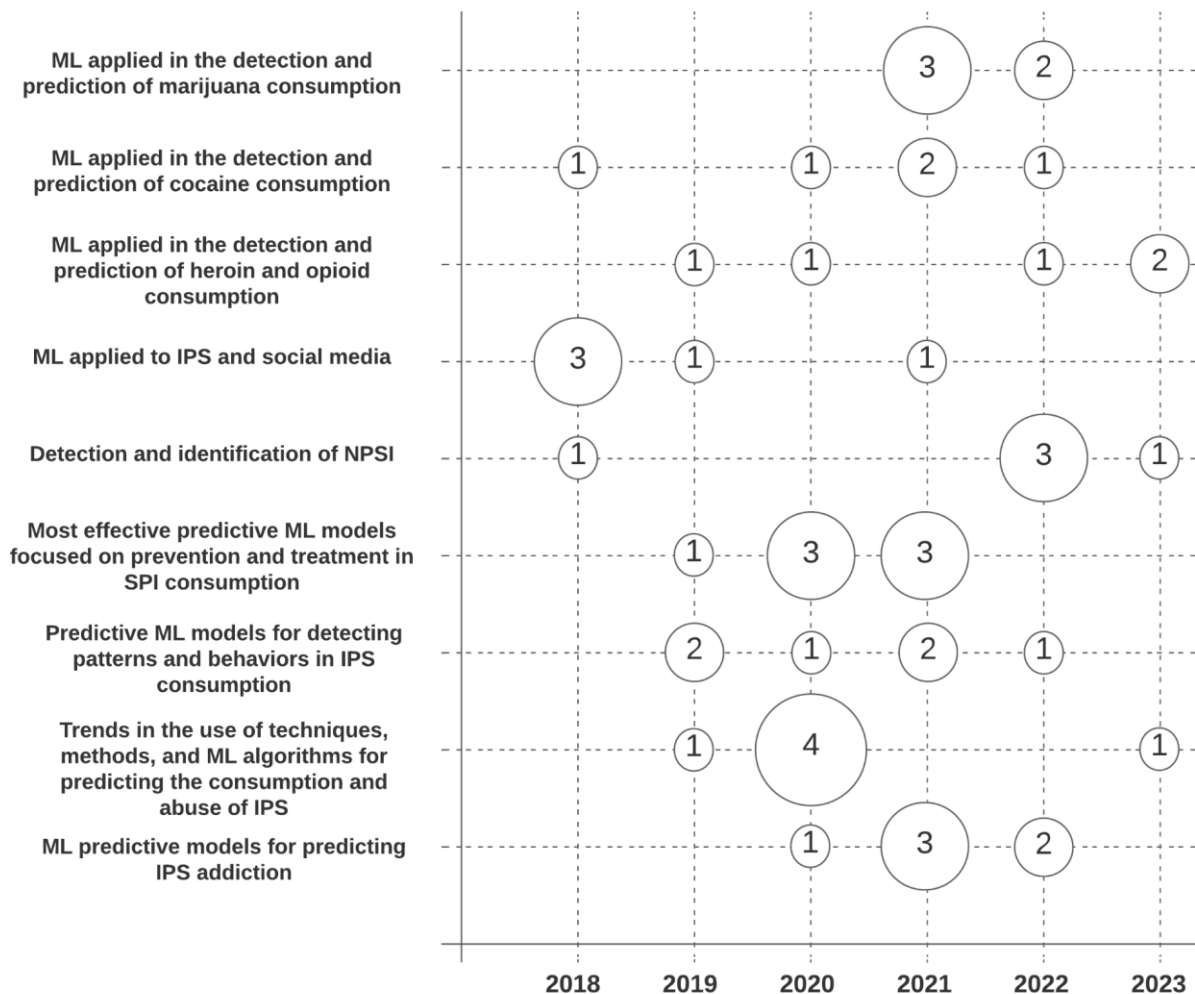 ML applied in the detection and
prediction of marijuana consumption
3 2
ML applied in the detection and
prediction of cocaine consumption
1 1 2 1
ML applied in the detection and
prediction of heroin and opioid
consumption
1 1 1 2
ML applied to IPS and social media
3 1 1
Detection and identification of NPSI
1 3 1
Most effective predictive ML models
focused on prevention and treatment in
SPI consumption
1 3 3
Predictive ML models for detecting
patterns and behaviors in IPS
consumption
2 1 2 1
Trends in the use of techniques,
methods, and ML algorithms for
predicting the consumption and
abuse of IPS
1 4 1
ML predictive models for predicting
IPS addiction
1 3 2
2018 2019 2020 2021 2022 2023